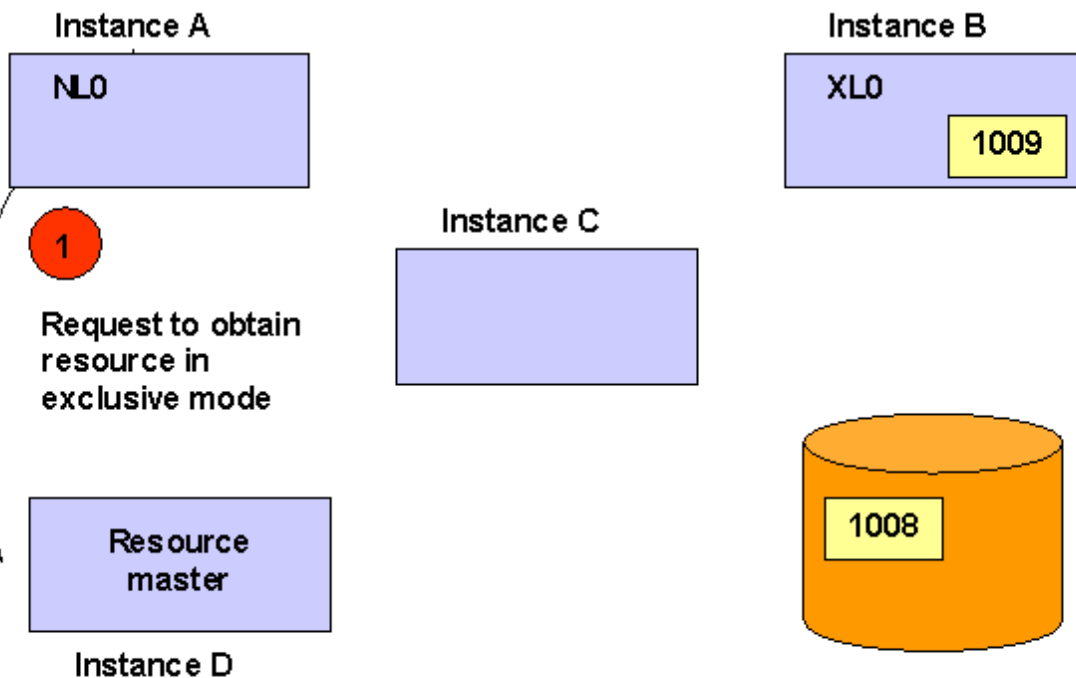 Instance A
Instance B
NL0
XL0
1009
Instance C
1
Request to obtain
resource in
exclusive mode
1008
Resource
master
Instance D